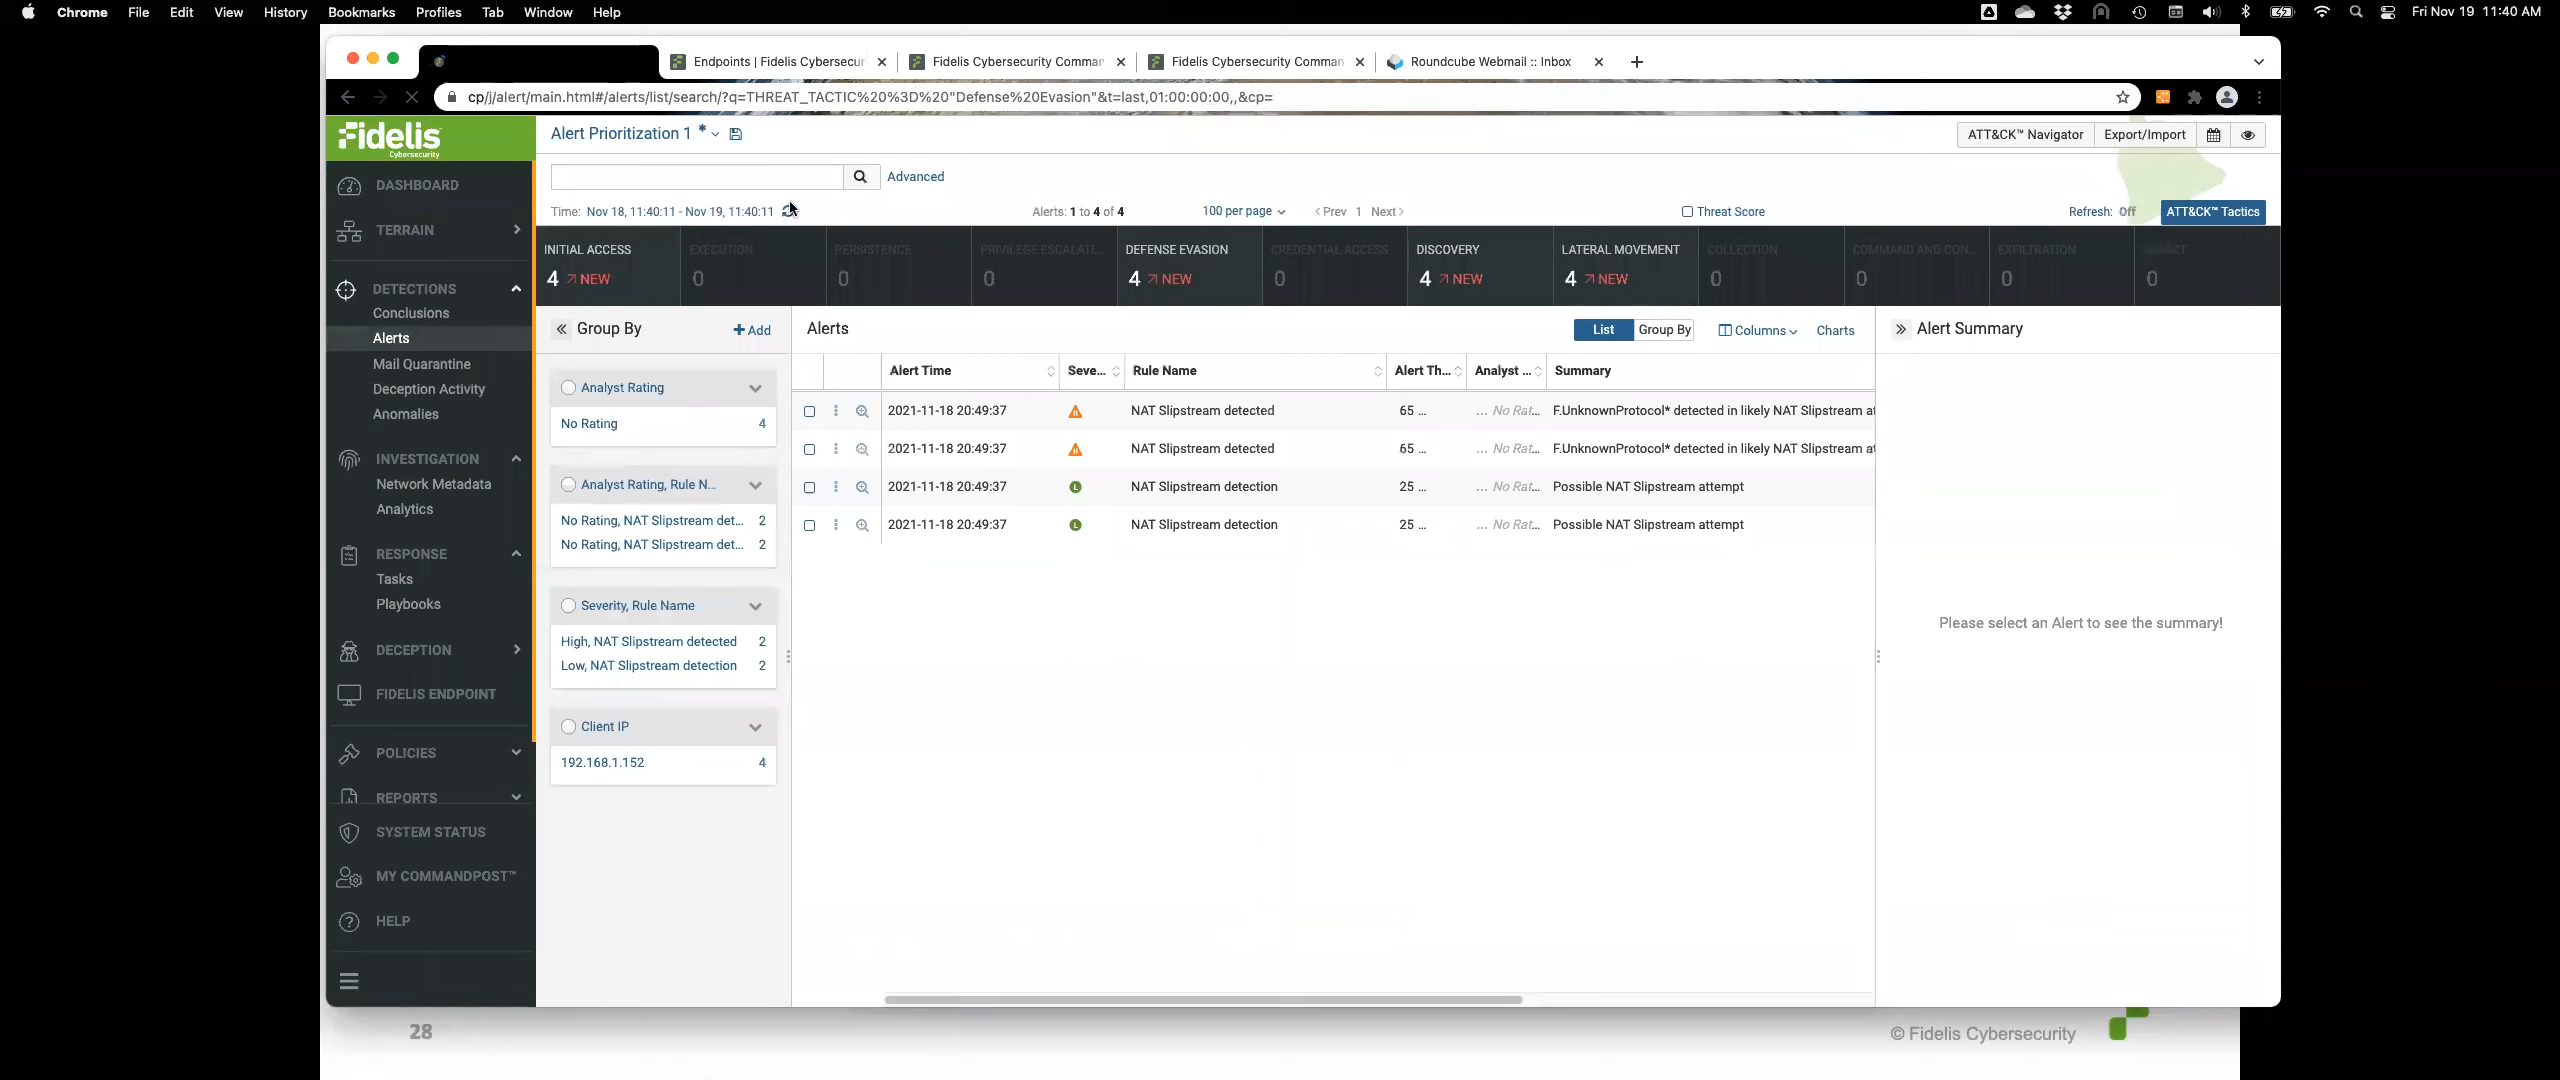 Chrome File Edit View History Bookmarks Profiles Tab Window Help
Fri Nov 19 11:40 AM
Endpoints | Fidelis Cybersecur
Fidelis Cybersecurity Comman
Fidelis Cybersecurity Comman
Roundcube Webmail :: Inbox
cp/j/alert/main.html#/alerts/list/search/?q=THREAT_TACTIC%20%3D%20"Defense%20Evasion"&t=last,01:00:00:00,,&cp=
Fidelis
Cybersecurity
DASHBOARD
TERRAIN
DETECTIONS
Conclusions
Alerts
Mail Quarantine
Deception Activity
Anomalies
INVESTIGATION
Network Metadata
Analytics
RESPONSE
Tasks
Playbooks
DECEPTION
FIDELIS ENDPOINT
POLICIES
REPORTS
SYSTEM STATUS
MY COMMANDPOST™
HELP
Alert Prioritization 1 *
ATT&CK™ Navigator
Export/Import
Advanced
Time: Nov 18, 11:40:11 - Nov 19, 11:40:11
Alerts: 1 to 4 of 4
100 per page
< Prev 1 Next >
Threat Score
Refresh: Off
ATT&CK™ Tactics
INITIAL ACCESS
4 NEW
EXECUTION
0
PERSISTENCE
0
PRIVILEGE ESCALATI...
0
DEFENSE EVASION
4 NEW
CREDENTIAL ACCESS
0
DISCOVERY
4 NEW
LATERAL MOVEMENT
4 NEW
COLLECTION
0
COMMAND AND CON...
0
EXFILTRATION
0
0
« Group By
+ Add
Analyst Rating
No Rating 4
Analyst Rating, Rule N...
No Rating, NAT Slipstream det... 2
No Rating, NAT Slipstream det... 2
Severity, Rule Name
High, NAT Slipstream detected 2
Low, NAT Slipstream detection 2
Client IP
192.168.1.152 4
Alerts
List Group By Columns Charts
Alert Time Seve... Rule Name Alert Th... Analyst ... Summary
2021-11-18 20:49:37 H NAT Slipstream detected 65 ... ... No Rat... F.UnknownProtocol* detected in likely NAT Slipstream at
2021-11-18 20:49:37 H NAT Slipstream detected 65 ... ... No Rat... F.UnknownProtocol* detected in likely NAT Slipstream at
2021-11-18 20:49:37 L NAT Slipstream detection 25 ... ... No Rat... Possible NAT Slipstream attempt
2021-11-18 20:49:37 L NAT Slipstream detection 25 ... ... No Rat... Possible NAT Slipstream attempt
» Alert Summary
Please select an Alert to see the summary!
28
© Fidelis Cybersecurity